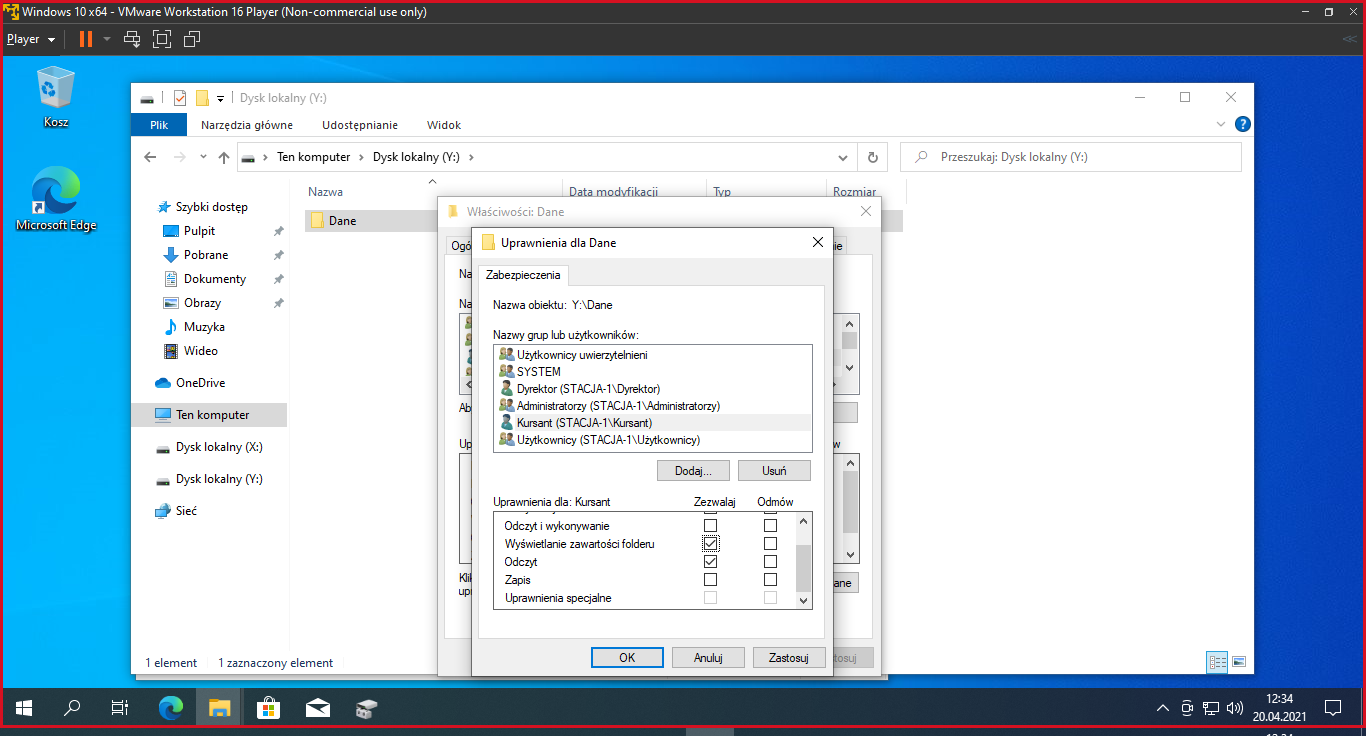 Windows 10 x64 - VMware Workstation 16 Player (Non-commercial use only)
Player
Kosz
Microsoft Edge
Dysk lokalny (Y:)
Plik Narzędzia główne Udostępnianie Widok
Ten komputer Dysk lokalny (Y:)
Przeszukaj: Dysk lokalny (Y:)
Nazwa Data modyfikacji Typ Rozmiar
Szybki dostęp
Pulpit
Pobrane
Dokumenty
Obrazy
Muzyka
Wideo
OneDrive
Ten komputer
Dysk lokalny (X:)
Dysk lokalny (Y:)
Sieć
Dane
1 element 1 zaznaczony element
Właściwości: Dane
Ogó
ie
Na
Na
Ab
Up
w
Kli
upi
ane
tosuj
Uprawnienia dla Dane
Zabezpieczenia
Nazwa obiektu: Y:\Dane
Nazwy grup lub użytkowników:
Użytkownicy uwierzytelnieni
SYSTEM
Dyrektor (STACJA-1\Dyrektor)
Administratorzy (STACJA-1\Administratorzy)
Kursant (STACJA-1\Kursant)
Użytkownicy (STACJA-1\Użytkownicy)
Dodaj... Usuń
Uprawnienia dla: Kursant Zezwalaj Odmów
Odczyt i wykonywanie
Wyświetlanie zawartości folderu
Odczyt
Zapis
Uprawnienia specjalne
OK Anuluj Zastosuj
12:34
20.04.2021